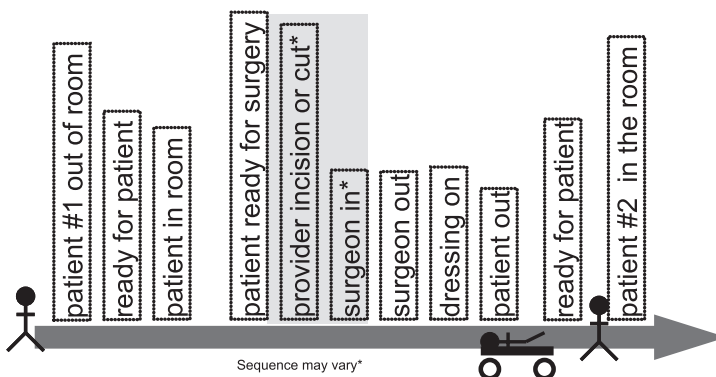 patient #1 out of room
ready for patient
patient in room
patient ready for surgery
provider incision or cut*
surgeon in*
surgeon out
dressing on
patient out
ready for patient
patient #2 in the room
Sequence may vary*